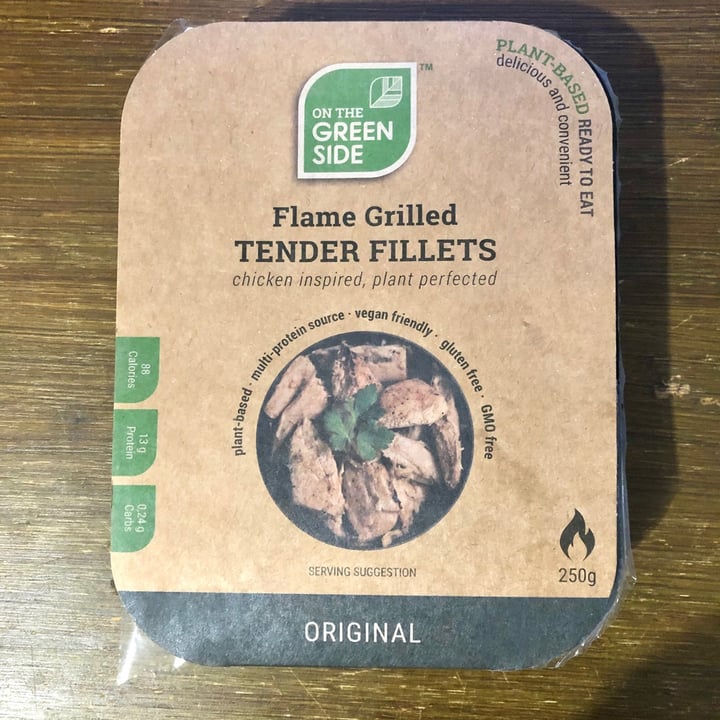 ON THE
GREEN
SIDE
TM
PLANT-BASED READY TO EAT
delicious and convenient
Flame Grilled
TENDER FILLETS
chicken inspired, plant perfected
plant-based · multi-protein source · vegan friendly · gluten free · GMO free
88
Calories
13 g
Protein
0,24 g
Carbs
SERVING SUGGESTION
250g
ORIGINAL